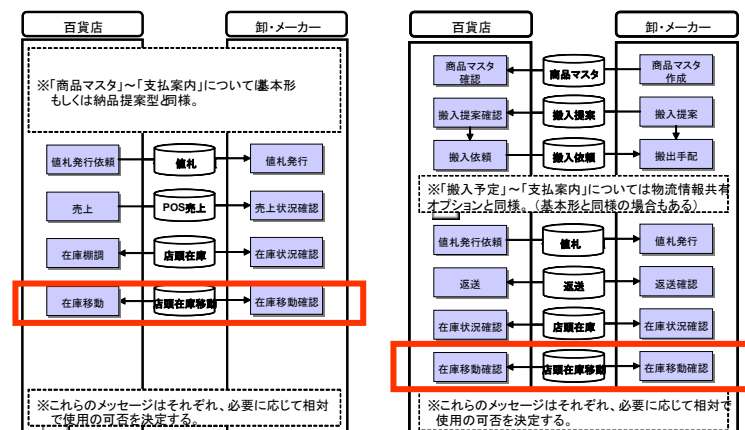 百貨店
卸・メーカー
※「商品マスタ」～「支払案内」については基本形
もしくは納品提案型と同様。
値札発行依頼
値札
値札発行
売上
POS売上
売上状況確認
在庫棚調
店頭在庫
在庫状況確認
在庫移動
店頭在庫移動
在庫移動確認
※これらのメッセージはそれぞれ、必要に応じて相対
で使用の可否を決定する。
百貨店
卸・メーカー
商品マスタ
確認
商品マスタ
商品マスタ
作成
搬入提案確認
搬入提案
搬入提案
搬入依頼
搬入依頼
搬出手配
※「搬入予定」～「支払案内」については物流情報共有
オプションと同様。（基本形と同様の場合もある）
値札発行依頼
値札
値札発行
返送
返送
返送確認
在庫状況確認
店頭在庫
在庫状況確認
在庫移動確認
店頭在庫移動
在庫移動確認
※これらのメッセージはそれぞれ、必要に応じて相対で
使用の可否を決定する。